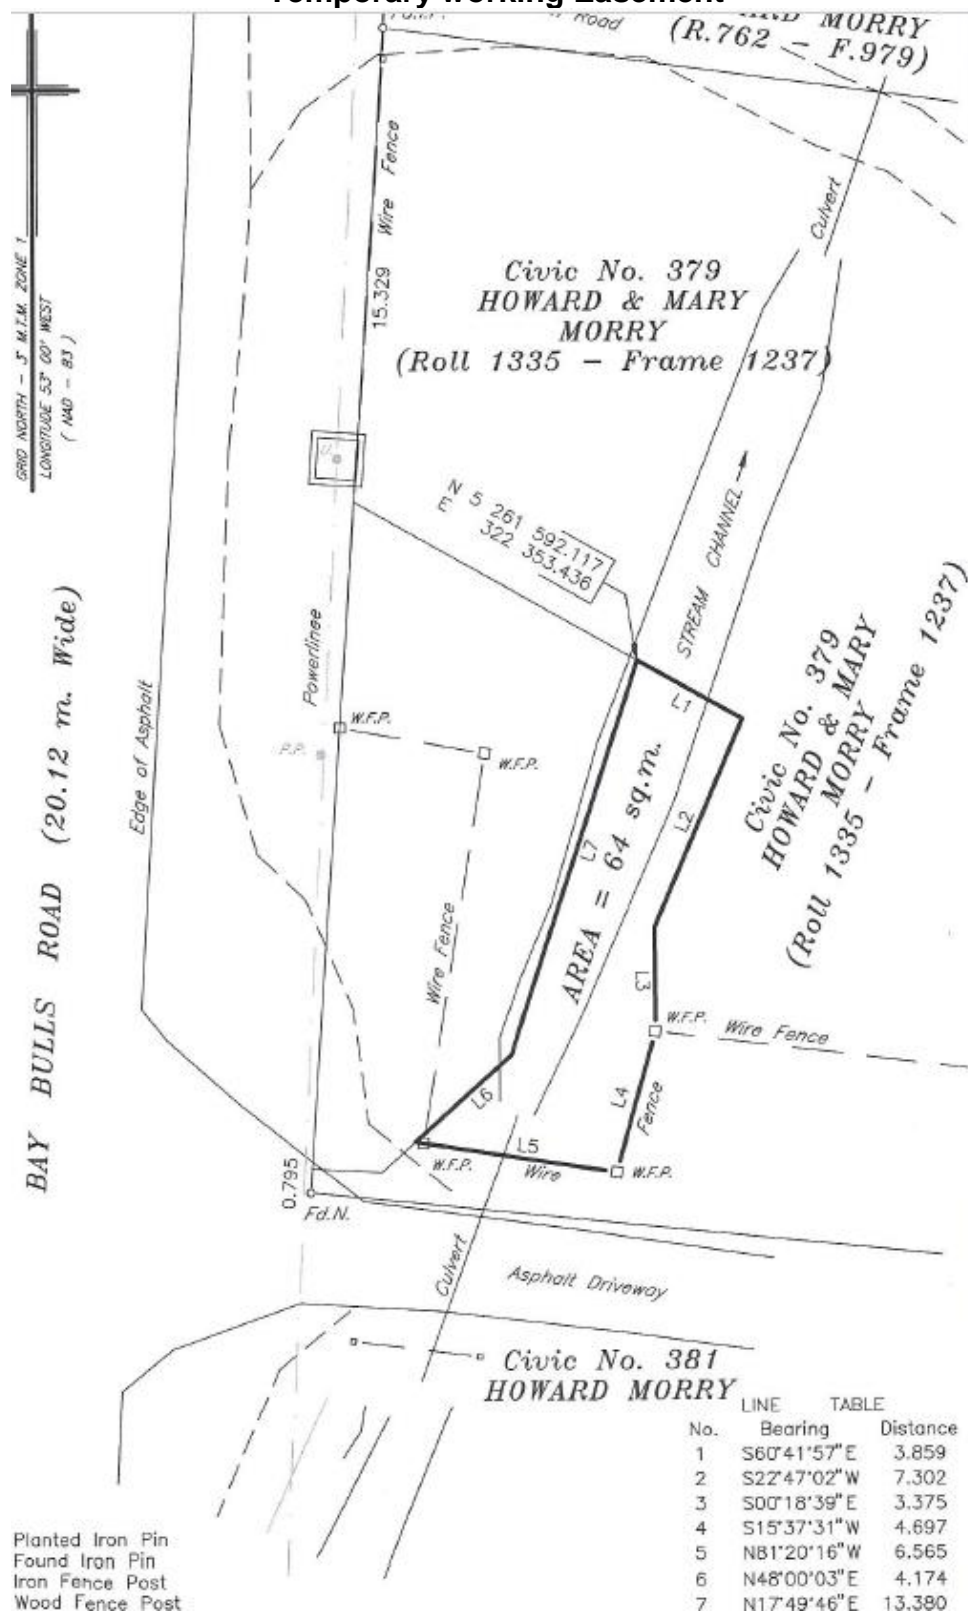 Temporary Working Easement
Road
MORRY
(R.762 - F.979)
GRID NORTH - 3° M.T.M. ZONE 1
LONGITUDE 53° 00' WEST
( NAD - 83 )
Wire Fence
15.329
Culvert
Civic No. 379
HOWARD & MARY
MORRY
(Roll 1335 - Frame 1237)
N 5 261 592.117
E 322 353.436
STREAM CHANNEL
BAY BULLS ROAD (20.12 m. Wide)
Edge of Asphalt
Powerlinee
P.P.
W.F.P.
W.F.P.
Wire Fence
L1
L2
L7
AREA = 64 sq.m.
Civic No. 379
HOWARD & MARY
MORRY
(Roll 1335 - Frame 1237)
L3
W.F.P. Wire Fence
L4
Fence
L6
L5
Wire
W.F.P.
W.F.P.
0.795
Fd.N.
Culvert
Asphalt Driveway
Civic No. 381
HOWARD MORRY
LINE TABLE
No. Bearing Distance
1 S60°41'57"E 3.859
2 S22°47'02"W 7.302
3 S00°18'39"E 3.375
4 S15°37'31"W 4.697
5 N81°20'16"W 6.565
6 N48°00'03"E 4.174
7 N17°49'46"E 13.380
Planted Iron Pin
Found Iron Pin
Iron Fence Post
Wood Fence Post